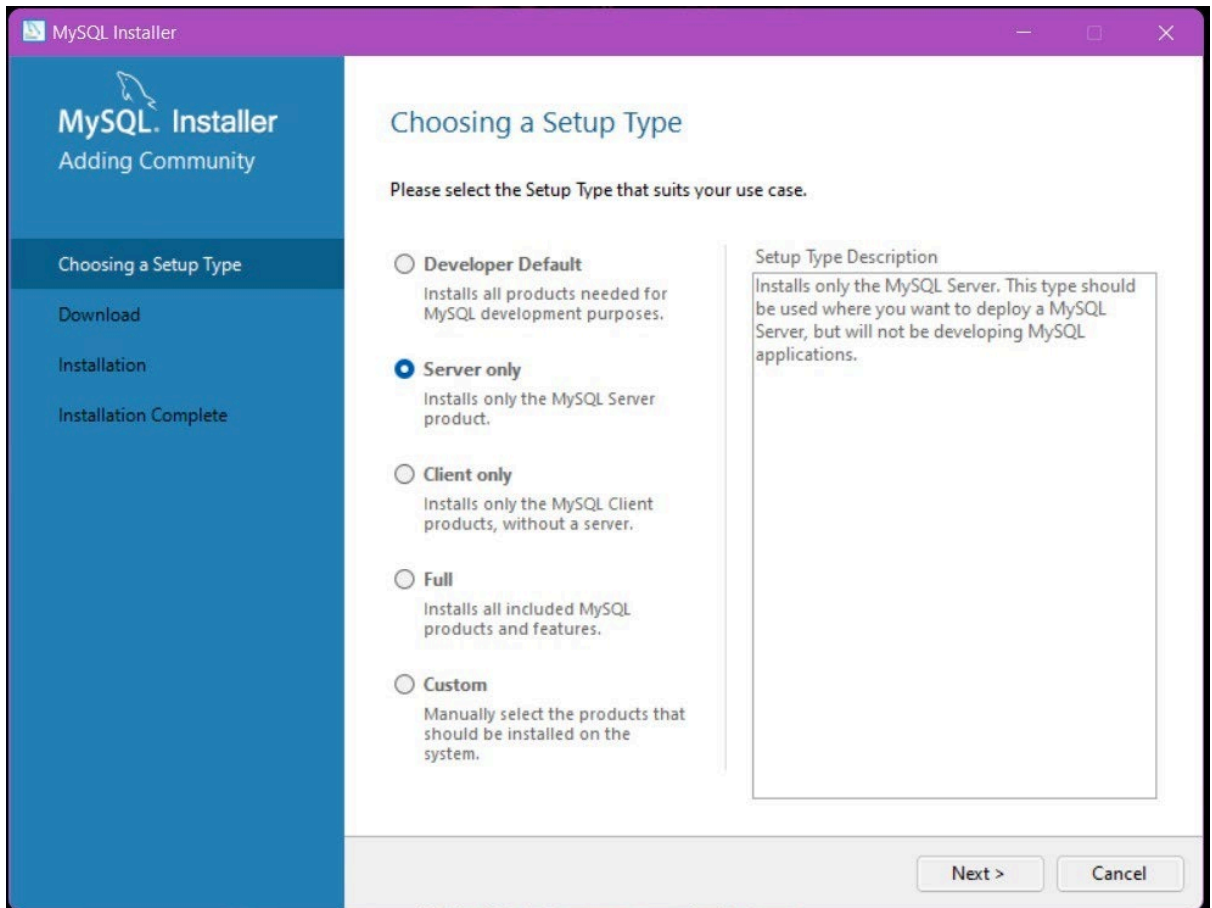 MySQL Installer
MySQL. Installer
Adding Community
Choosing a Setup Type
Download
Installation
Installation Complete
Choosing a Setup Type
Please select the Setup Type that suits your use case.
Developer Default
Installs all products needed for
MySQL development purposes.
Server only
Installs only the MySQL Server
product.
Client only
Installs only the MySQL Client
products, without a server.
Full
Installs all included MySQL
products and features.
Custom
Manually select the products that
should be installed on the
system.
Setup Type Description
Installs only the MySQL Server. This type should
be used where you want to deploy a MySQL
Server, but will not be developing MySQL
applications.
Next >
Cancel